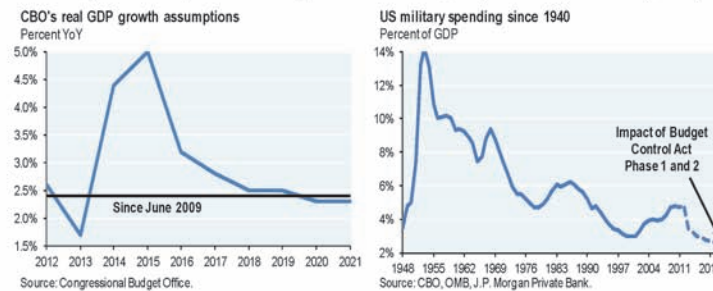 CBO's real GDP growth assumptions
Percent YoY
5.0%
4.5%
4.0%
3.5%
3.0%
2.5%
2.0%
1.5%
Since June 2009
2012 2013 2014 2015 2016 2017 2018 2019 2020 2021
Source: Congressional Budget Office.
US military spending since 1940
Percent of GDP
14%
12%
10%
8%
6%
4%
2%
Impact of Budget
Control Act
Phase 1 and 2
1948 1955 1962 1969 1976 1983 1990 1997 2004 2011
Source: CBO, OMB, J.P. Morgan Private Bank.